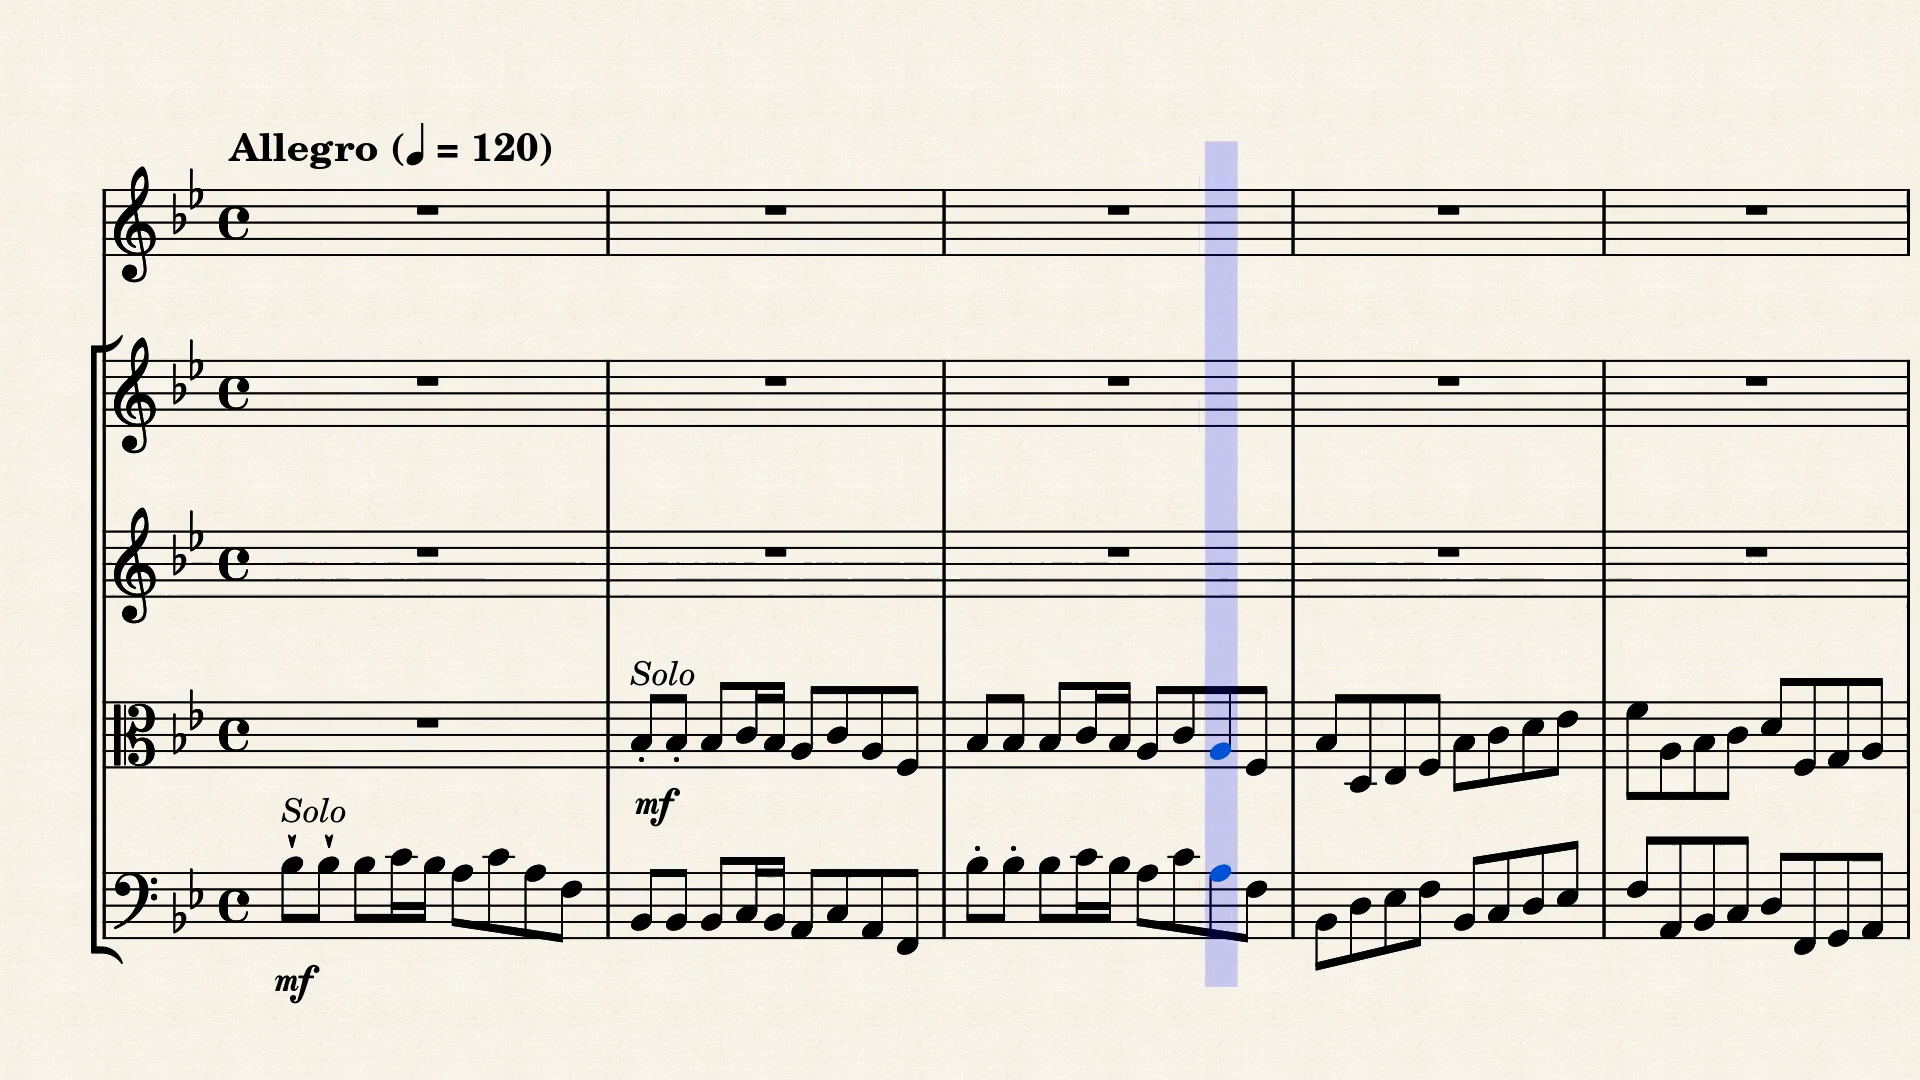 Allegro (♩ = 120)
Solo
mf
Solo
mf